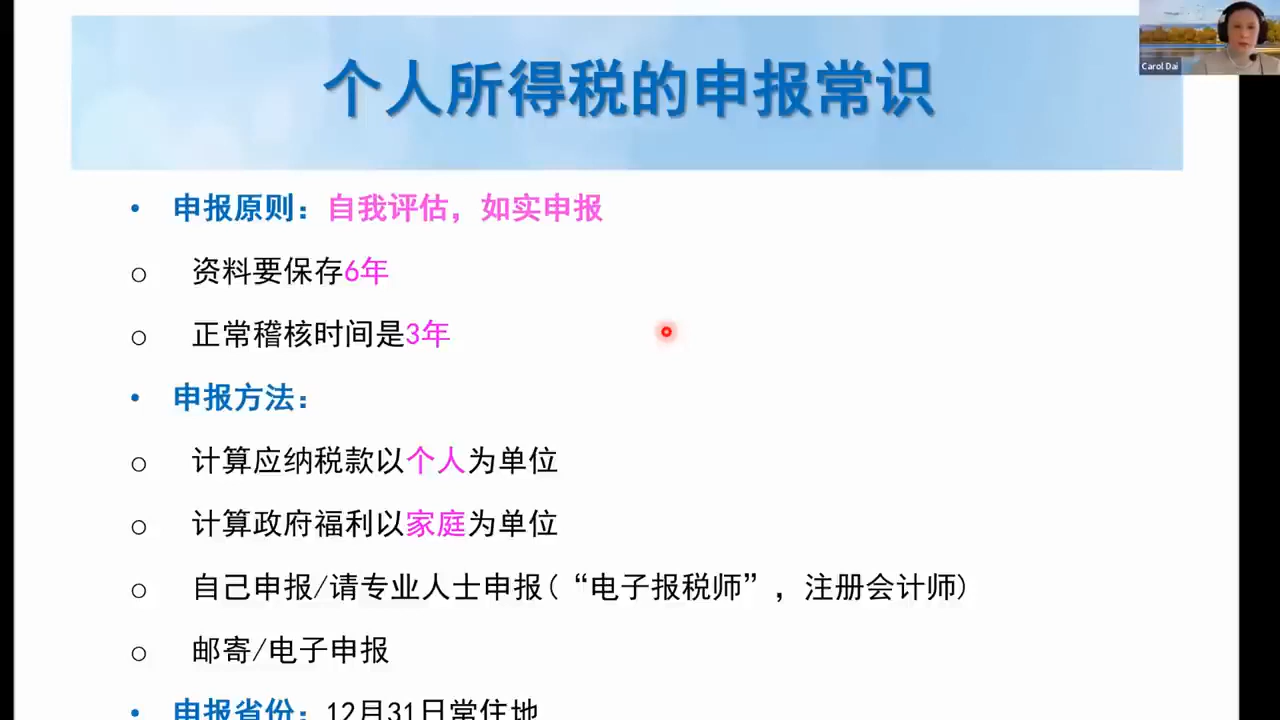 个人所得税的申报常识
Carol Dai
• 申报原则：自我评估，如实申报
o 资料要保存6年
o 正常稽核时间是3年
• 申报方法：
o 计算应纳税款以个人为单位
o 计算政府福利以家庭为单位
o 自己申报/请专业人士申报(“电子报税师”，注册会计师)
o 邮寄/电子申报
• 申报省份：12月31日常住地